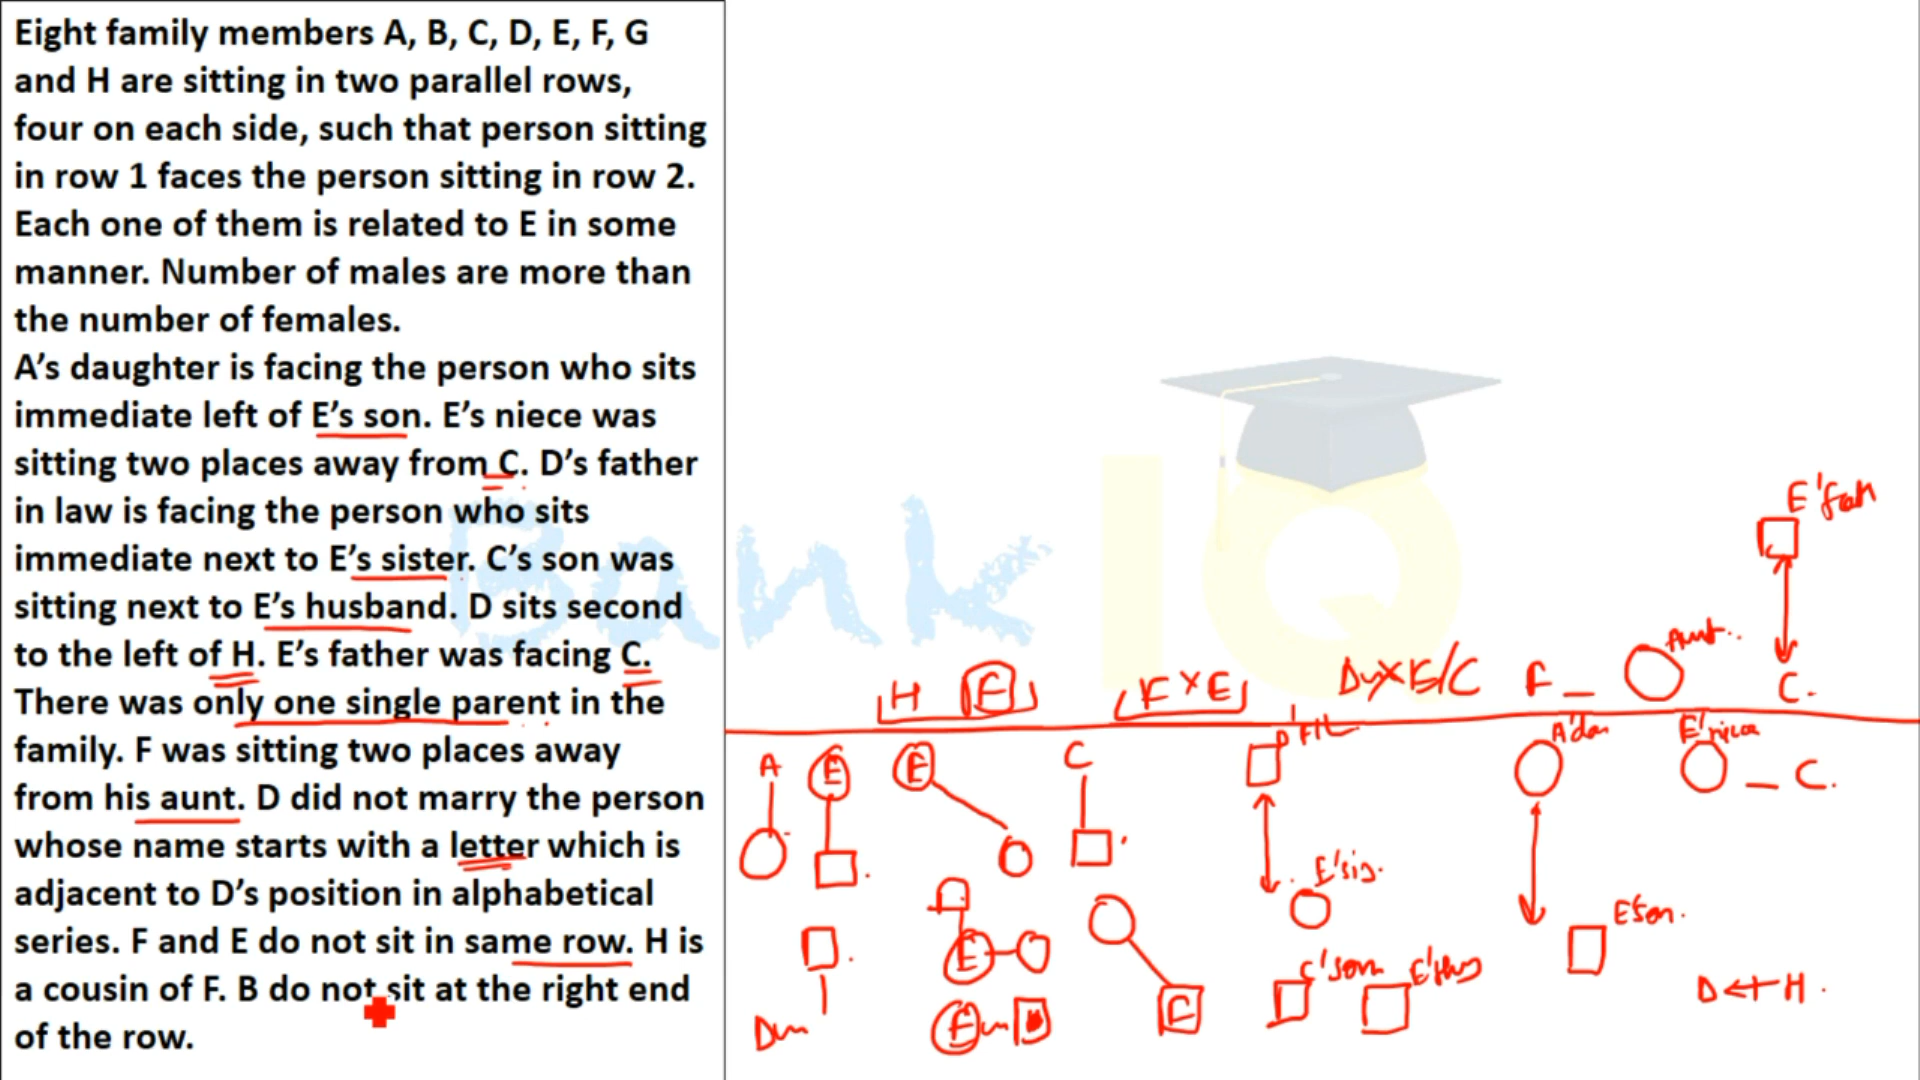 Eight family members A, B, C, D, E, F, G
and H are sitting in two parallel rows,
four on each side, such that person sitting
in row 1 faces the person sitting in row 2.
Each one of them is related to E in some
manner. Number of males are more than
the number of females.
A’s daughter is facing the person who sits
immediate left of E’s son. E’s niece was
sitting two places away from C. D’s father
in law is facing the person who sits
immediate next to E’s sister. C’s son was
sitting next to E’s husband. D sits second
to the left of H. E’s father was facing C.
There was only one single parent in the
family. F was sitting two places away
from his aunt. D did not marry the person
whose name starts with a letter which is
adjacent to D’s position in alphabetical
series. F and E do not sit in same row. H is
a cousin of F. B do not sit at the right end
of the row.
Bank IQ
E'fath
Aunt..
H F
F X E
E/C
F _
C.
D'FIL
A'dau
E'niece
A E E C
_ C.
E'sis.
E'son.
E
C'son E'hus
D ← H.
F